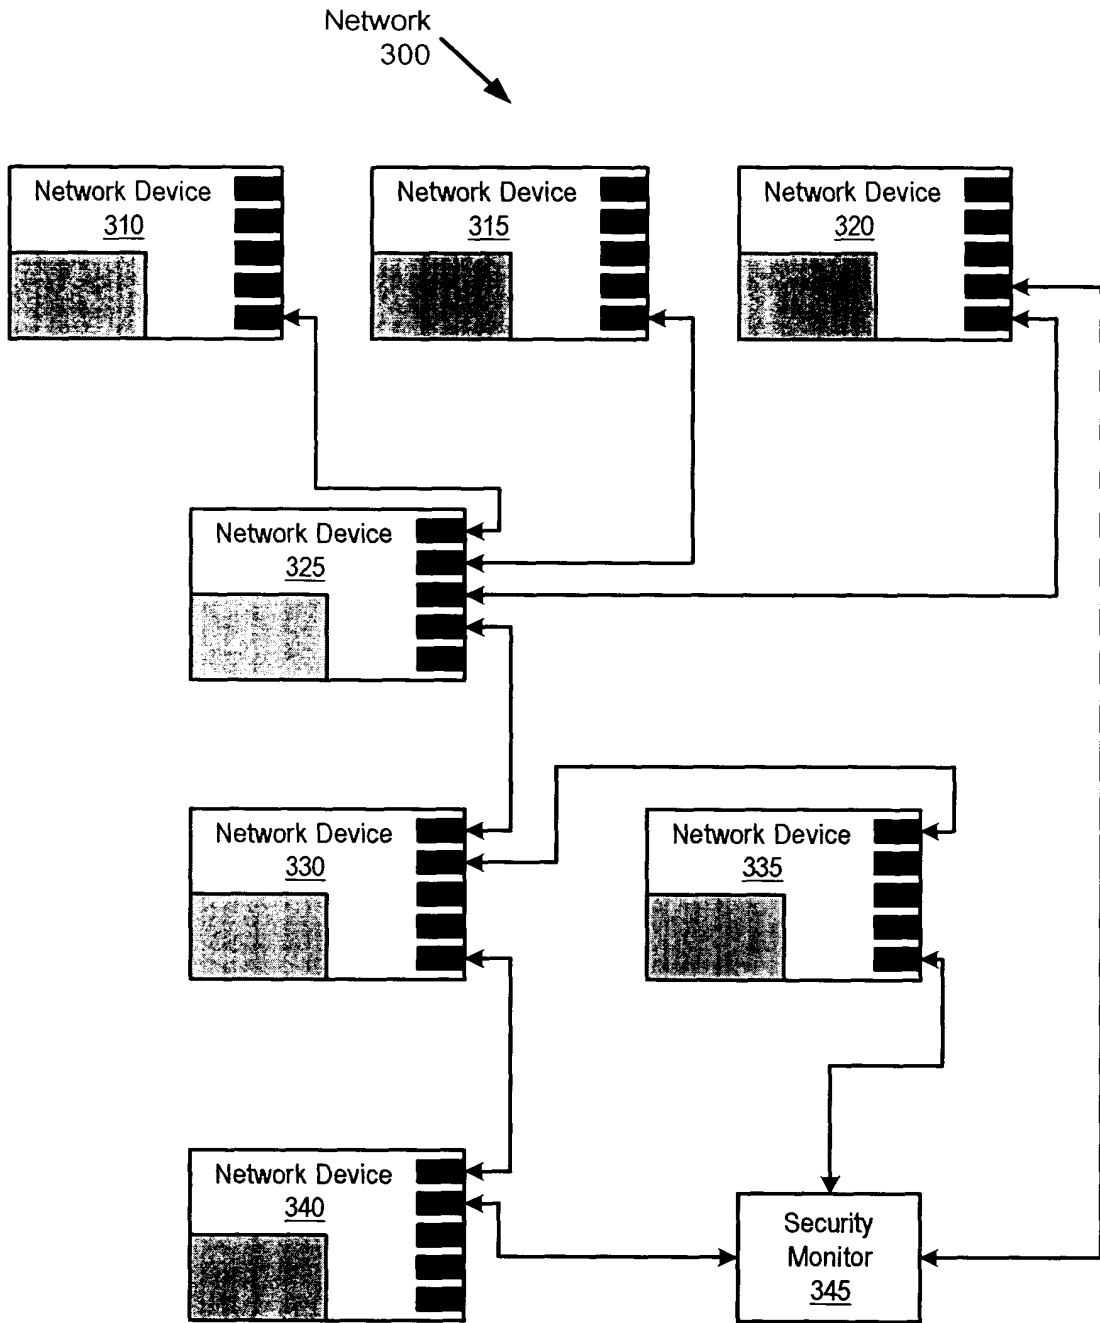 Network
300
Network Device
310
Network Device
315
Network Device
320
Network Device
325
Network Device
330
Network Device
335
Network Device
340
Security
Monitor
345